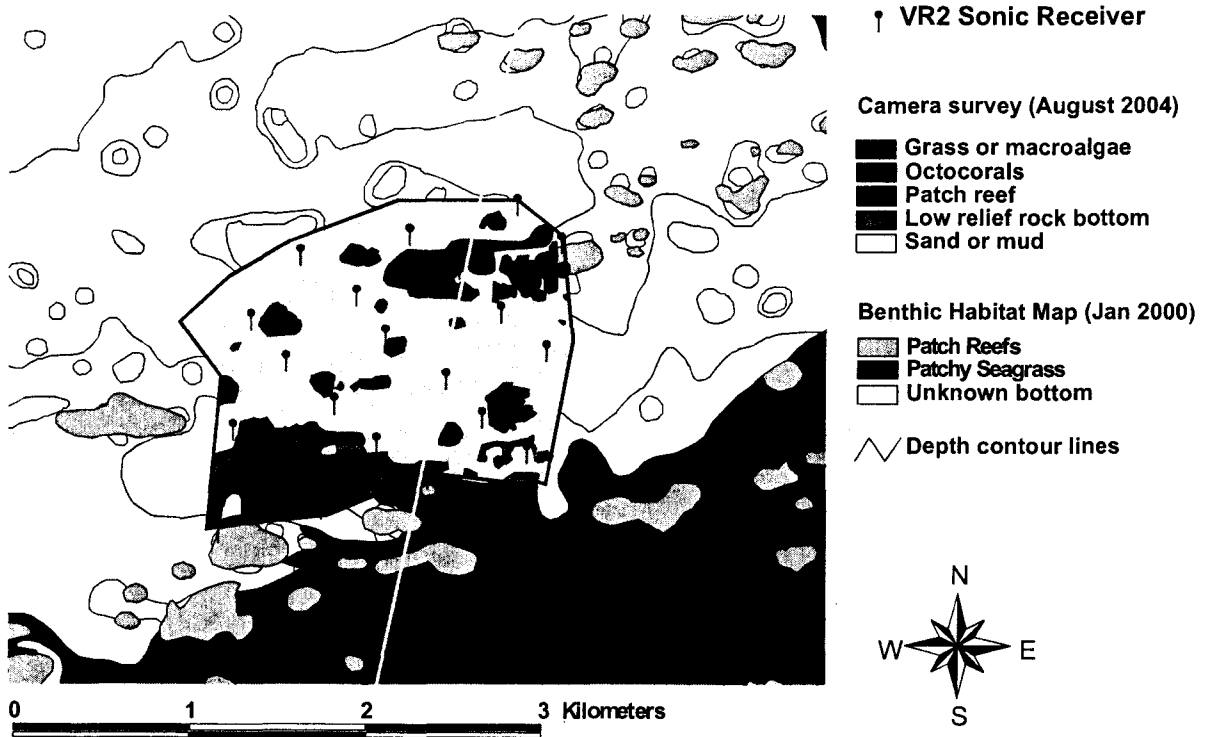 VR2 Sonic Receiver
Camera survey (August 2004)
Grass or macroalgae
Octocorals
Patch reef
Low relief rock bottom
Sand or mud
Benthic Habitat Map (Jan 2000)
Patch Reefs
Patchy Seagrass
Unknown bottom
Depth contour lines
N
W E
S
0 1 2 3 Kilometers